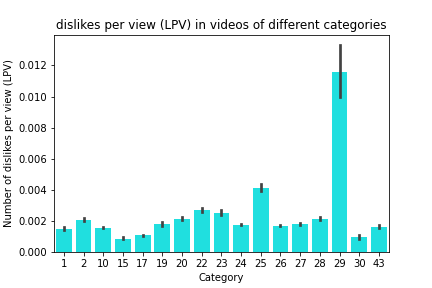 dislikes per view (LPV) in videos of different categories
Number of dislikes per view (LPV)
0.012
0.010
0.008
0.006
0.004
0.002
0.000
1 2 10 15 17 19 20 22 23 24 25 26 27 28 29 30 43
Category